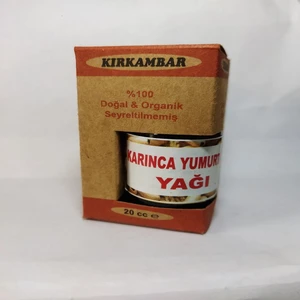 KIRKAMBAR
%100
Doğal & Organik
Seyreltilmemiş
KARINCA YUMURT
YAĞI
20 cc e